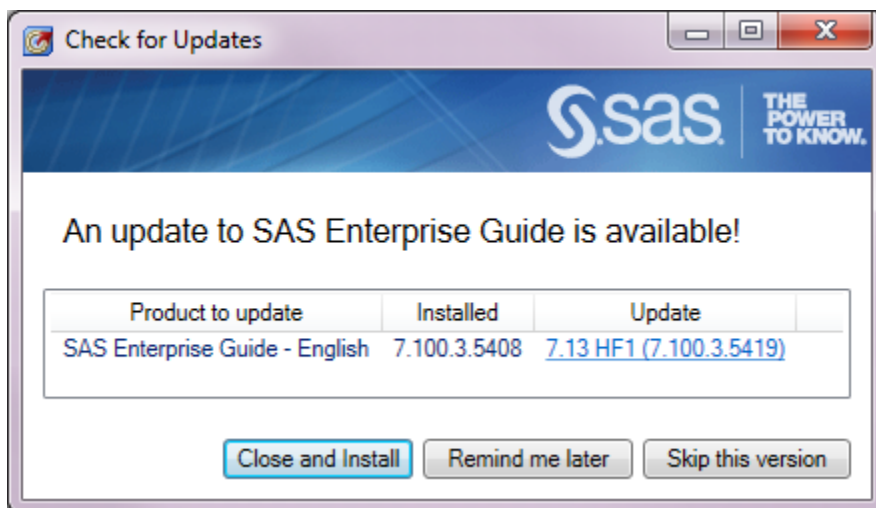 Check for Updates
sas
THE
POWER
TO KNOW.
An update to SAS Enterprise Guide is available!
Product to update Installed Update
SAS Enterprise Guide - English 7.100.3.5408 7.13 HF1 (7.100.3.5419)
Close and Install Remind me later Skip this version